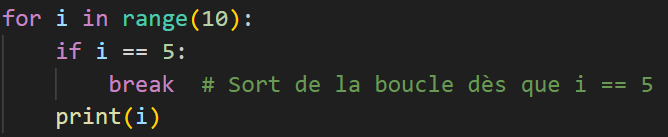 for i in range(10):
    if i == 5:
        break  # Sort de la boucle dès que i == 5
    print(i)